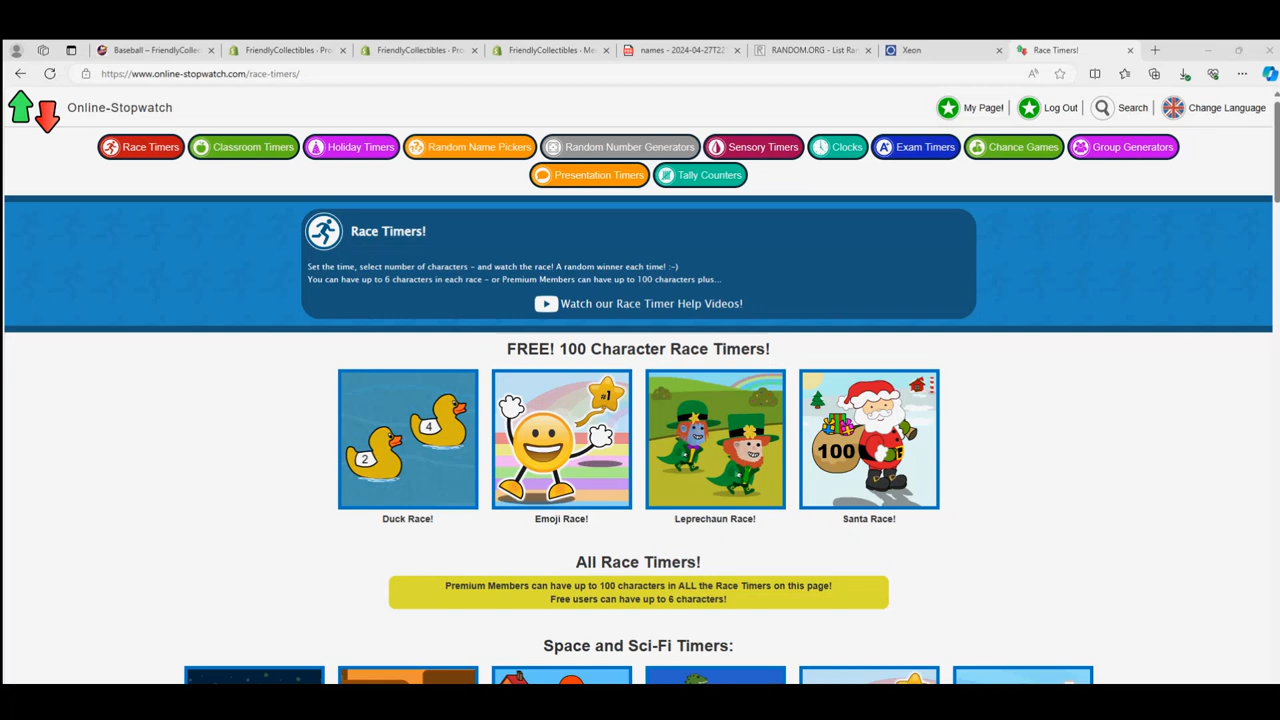 Baseball – FriendlyCollec
FriendlyCollectibles - Pro
FriendlyCollectibles - Pro
FriendlyCollectibles - Me
names - 2024-04-27T22
RANDOM.ORG - List Ra
Xeon
Race Timers!
https://www.online-stopwatch.com/race-timers/
Online-Stopwatch
My Page!
Log Out
Search
Change Language
Race Timers
Classroom Timers
Holiday Timers
Random Name Pickers
Random Number Generators
Sensory Timers
Clocks
Exam Timers
Chance Games
Group Generators
Presentation Timers
Tally Counters
Race Timers!
Set the time, select number of characters - and watch the race! A random winner each time! :-)
You can have up to 6 characters in each race - or Premium Members can have up to 100 characters plus...
Watch our Race Timer Help Videos!
FREE! 100 Character Race Timers!
2
4
#1
100
Duck Race!
Emoji Race!
Leprechaun Race!
Santa Race!
All Race Timers!
Premium Members can have up to 100 characters in ALL the Race Timers on this page!
Free users can have up to 6 characters!
Space and Sci-Fi Timers: